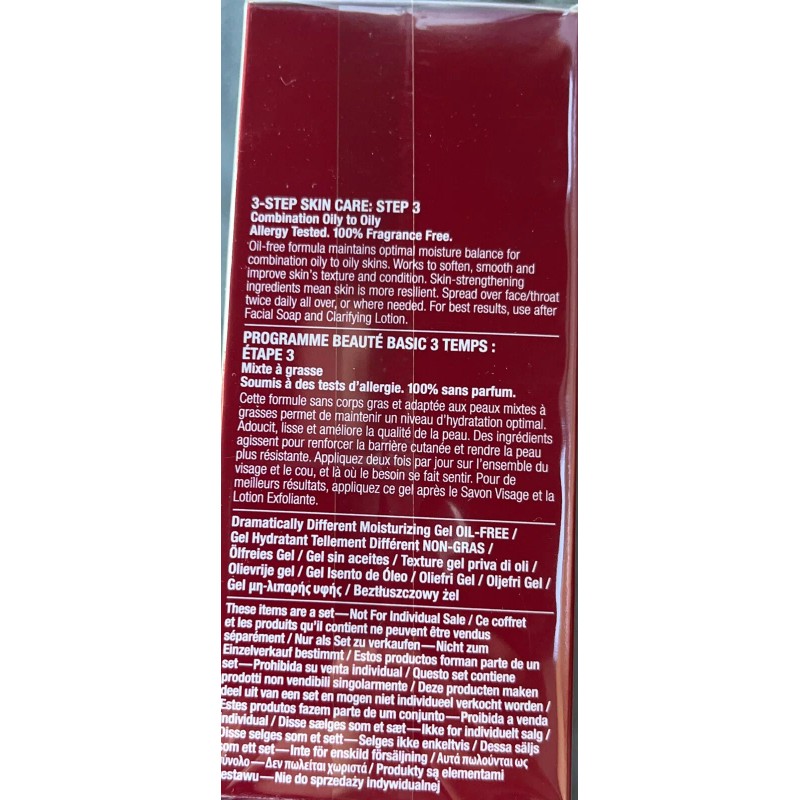 3-STEP SKIN CARE: STEP 3
Combination Oily to Oily
Allergy Tested. 100% Fragrance Free.
Oil-free formula maintains optimal moisture balance for
combination oily to oily skins. Works to soften, smooth and
improve skin's texture and condition. Skin-strengthening
ingredients mean skin is more resilient. Spread over face/throat
twice daily all over, or where needed. For best results, use after
Facial Soap and Clarifying Lotion.
PROGRAMME BEAUTÉ BASIC 3 TEMPS :
ÉTAPE 3
Mixte à grasse
Soumis à des tests d'allergie. 100% sans parfum.
Cette formule sans corps gras et adaptée aux peaux mixtes à
grasses permet de maintenir un niveau d'hydratation optimal.
Adoucit, lisse et améliore la qualité de la peau. Des ingrédients
agissent pour renforcer la barrière cutanée et rendre la peau
plus résistante. Appliquez deux fois par jour sur l'ensemble du
visage et le cou, et là où le besoin se fait sentir. Pour de
meilleurs résultats, appliquez ce gel après le Savon Visage et la
Lotion Exfoliante.
Dramatically Different Moisturizing Gel OIL-FREE /
Gel Hydratant Tellement Différent NON-GRAS /
Ölfreies Gel / Gel sin aceites / Texture gel priva di oli /
Olievrije gel / Gel Isento de Óleo / Oliefri Gel / Oljefri Gel /
Gel μη-λιπαρής υφής / Beztłuszczowy żel
These items are a set—Not For Individual Sale / Ce coffret
et les produits qu'il contient ne peuvent être vendus
séparément / Nur als Set zu verkaufen—Nicht zum
Einzelverkauf bestimmt / Estos productos forman parte de un
set—Prohibida su venta individual / Questo set contiene
prodotti non vendibili singolarmente / Deze producten maken
deel uit van een set en mogen niet individueel verkocht worden /
Estes produtos fazem parte de um conjunto—Proibida a venda
individual / Disse sælges som et sæt—Ikke for individuelt salg /
Disse selges som et sett—Selges ikke enkeltvis / Dessa säljs
som ett set—Inte för enskild försäljning / Αυτά πωλούνται ως
σύνολο—Δεν πωλείται χωριστά / Produkty są elementami
zestawu—Nie do sprzedaży indywidualnej